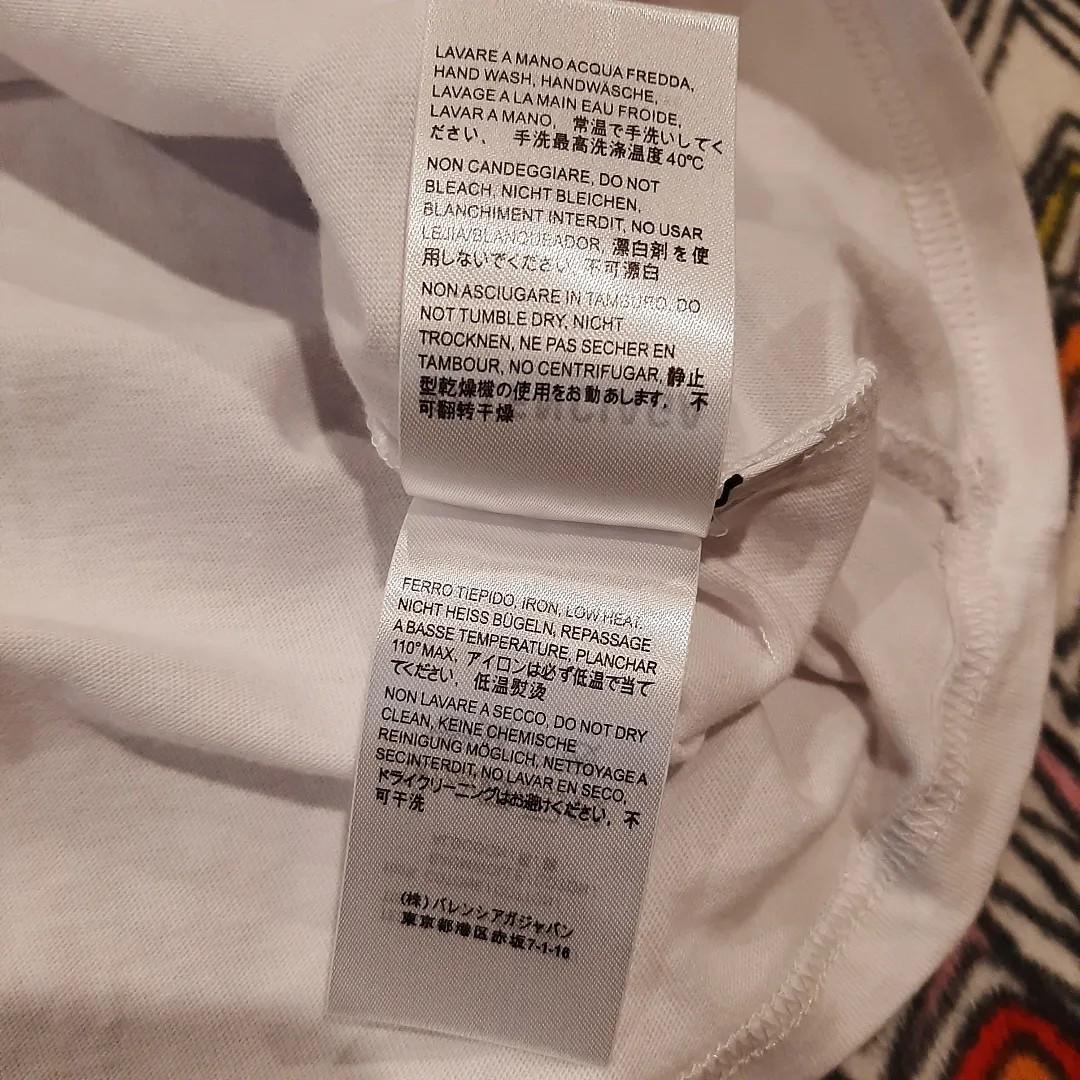 LAVARE A MANO ACQUA FREDDA,
HAND WASH, HANDWÄSCHE,
LAVAGE A LA MAIN EAU FROIDE,
LAVAR A MANO, 常温で手洗いしてく
ださい. 手洗最高洗涤温度40℃
NON CANDEGGIARE, DO NOT
BLEACH, NICHT BLEICHEN,
BLANCHIMENT INTERDIT, NO USAR
LEJIA/BLANQUEADOR, 漂白剤を使
用しないでください. 不可漂白
NON ASCIUGARE IN TAMBURO, DO
NOT TUMBLE DRY, NICHT
TROCKNEN, NE PAS SECHER EN
TAMBOUR, NO CENTRIFUGAR, 静止
型乾燥機の使用をお勧あします. 不
可翻转干燥
FERRO TIEPIDO, IRON, LOW HEAT,
NICHT HEISS BÜGELN, REPASSAGE
A BASSE TEMPERATURE, PLANCHAR
110°MAX, アイロンは必ず低温で当て
てください. 低温熨烫
NON LAVARE A SECCO, DO NOT DRY
CLEAN, KEINE CHEMISCHE
REINIGUNG MÖGLICH, NETTOYAGE A
SECINTERDIT, NO LAVAR EN SECO,
ドライクリーニングはお避けください. 不
可干洗
(株)バレンシアガジャパン
東京都港区赤坂7-1-16